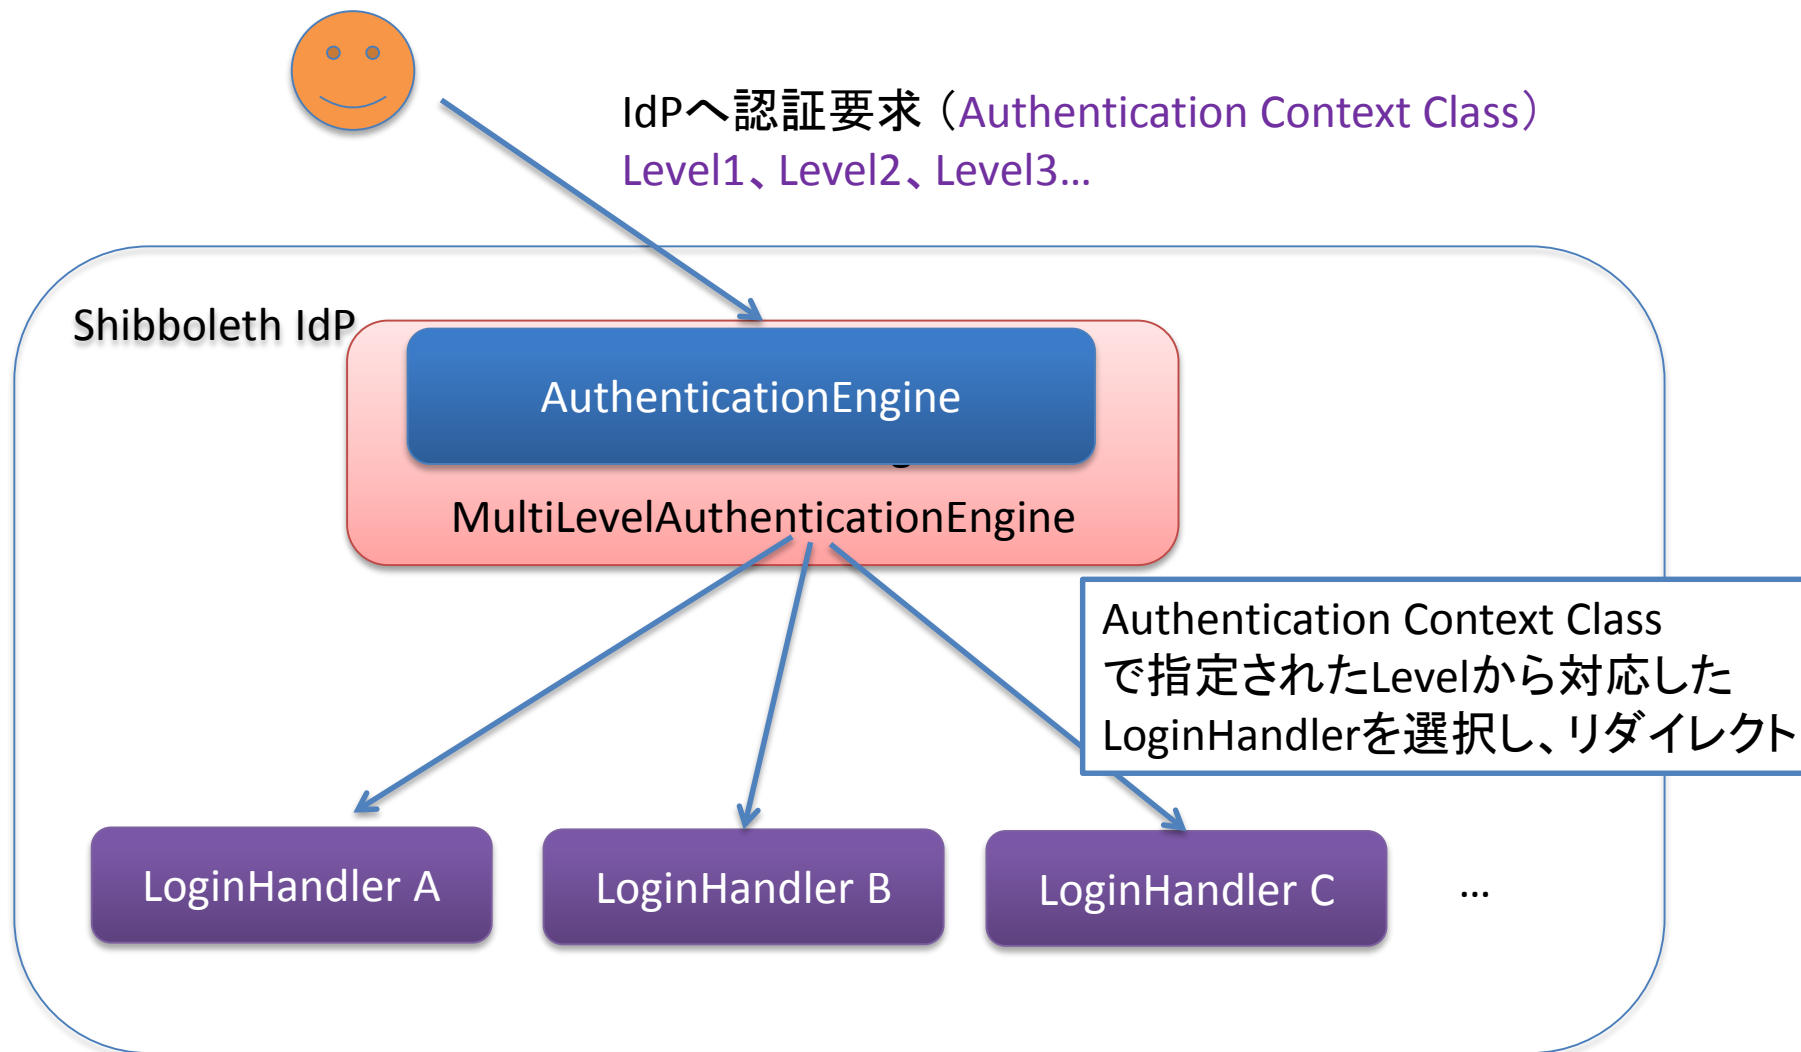 IdPへ認証要求（Authentication Context Class）
Level1、Level2、Level3…
Shibboleth IdP
AuthenticationEngine
MultiLevelAuthenticationEngine
Authentication Context Class
で指定されたLevelから対応した
LoginHandlerを選択し、リダイレクト
LoginHandler A
LoginHandler B
LoginHandler C
…